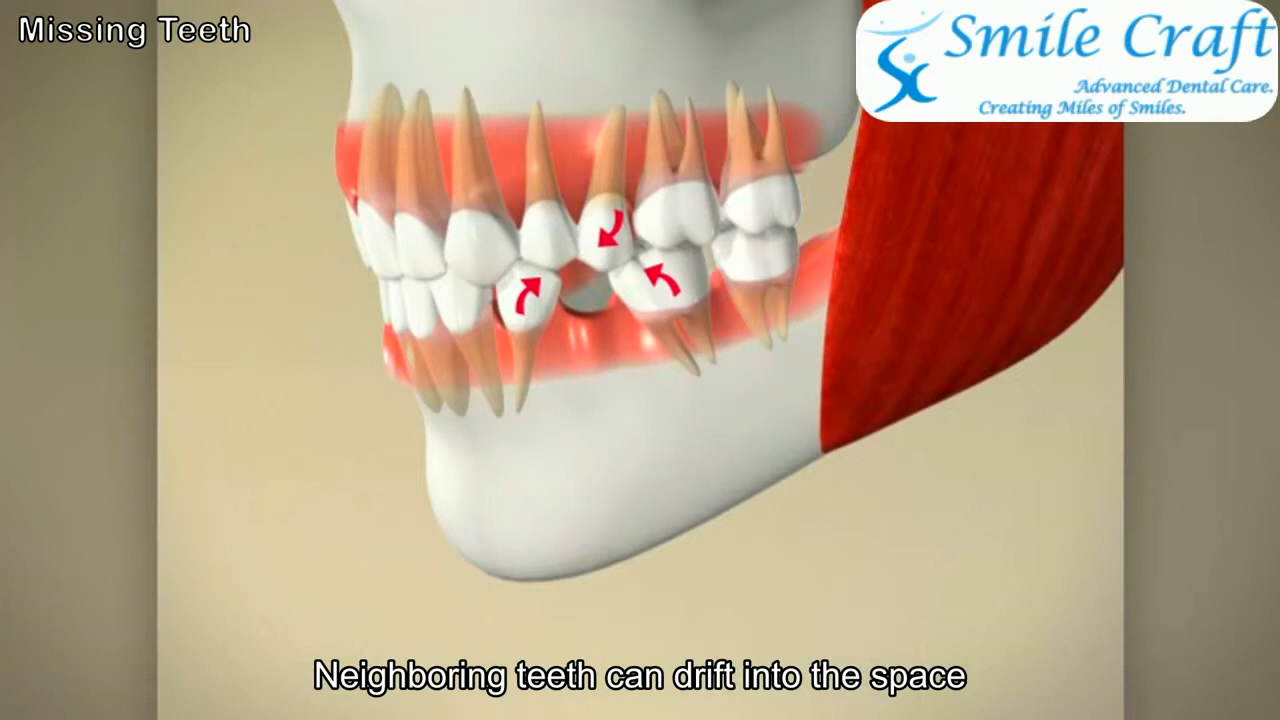 Missing Teeth
Smile Craft
Advanced Dental Care.
Creating Miles of Smiles.
Neighboring teeth can drift into the space